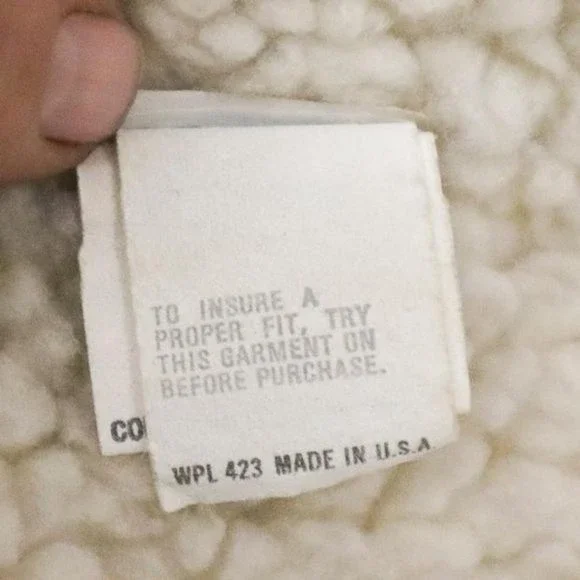 TO INSURE A
PROPER FIT, TRY
THIS GARMENT ON
BEFORE PURCHASE.
CO
WPL 423 MADE IN U.S.A.